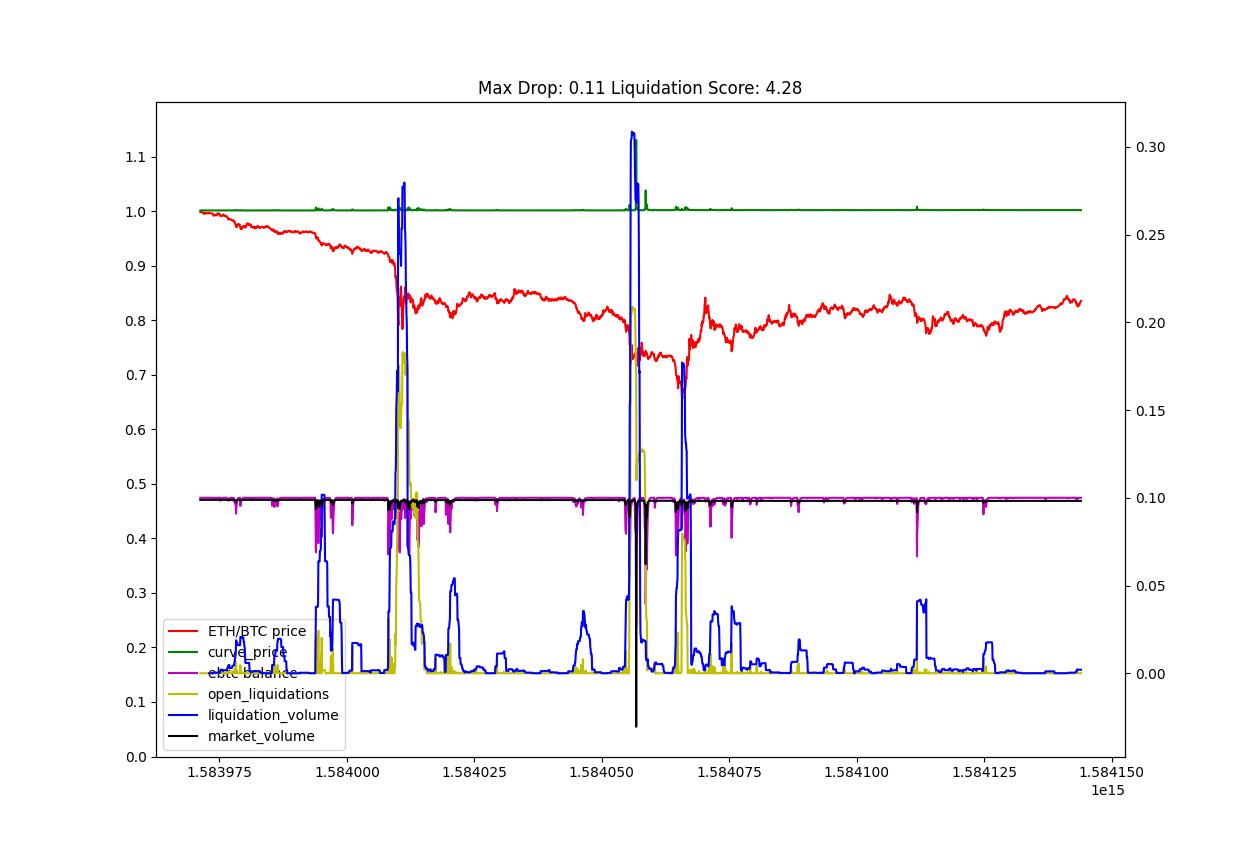 Max Drop: 0.11 Liquidation Score: 4.28
1.1
1.0
0.9
0.8
0.7
0.6
0.5
0.4
0.3
0.2
0.1
0.0
0.30
0.25
0.20
0.15
0.10
0.05
0.00
ETH/BTC price
curve_price
ebtc balance
open_liquidations
liquidation_volume
market_volume
1.583975 1.584000 1.584025 1.584050 1.584075 1.584100 1.584125 1.584150
1e15